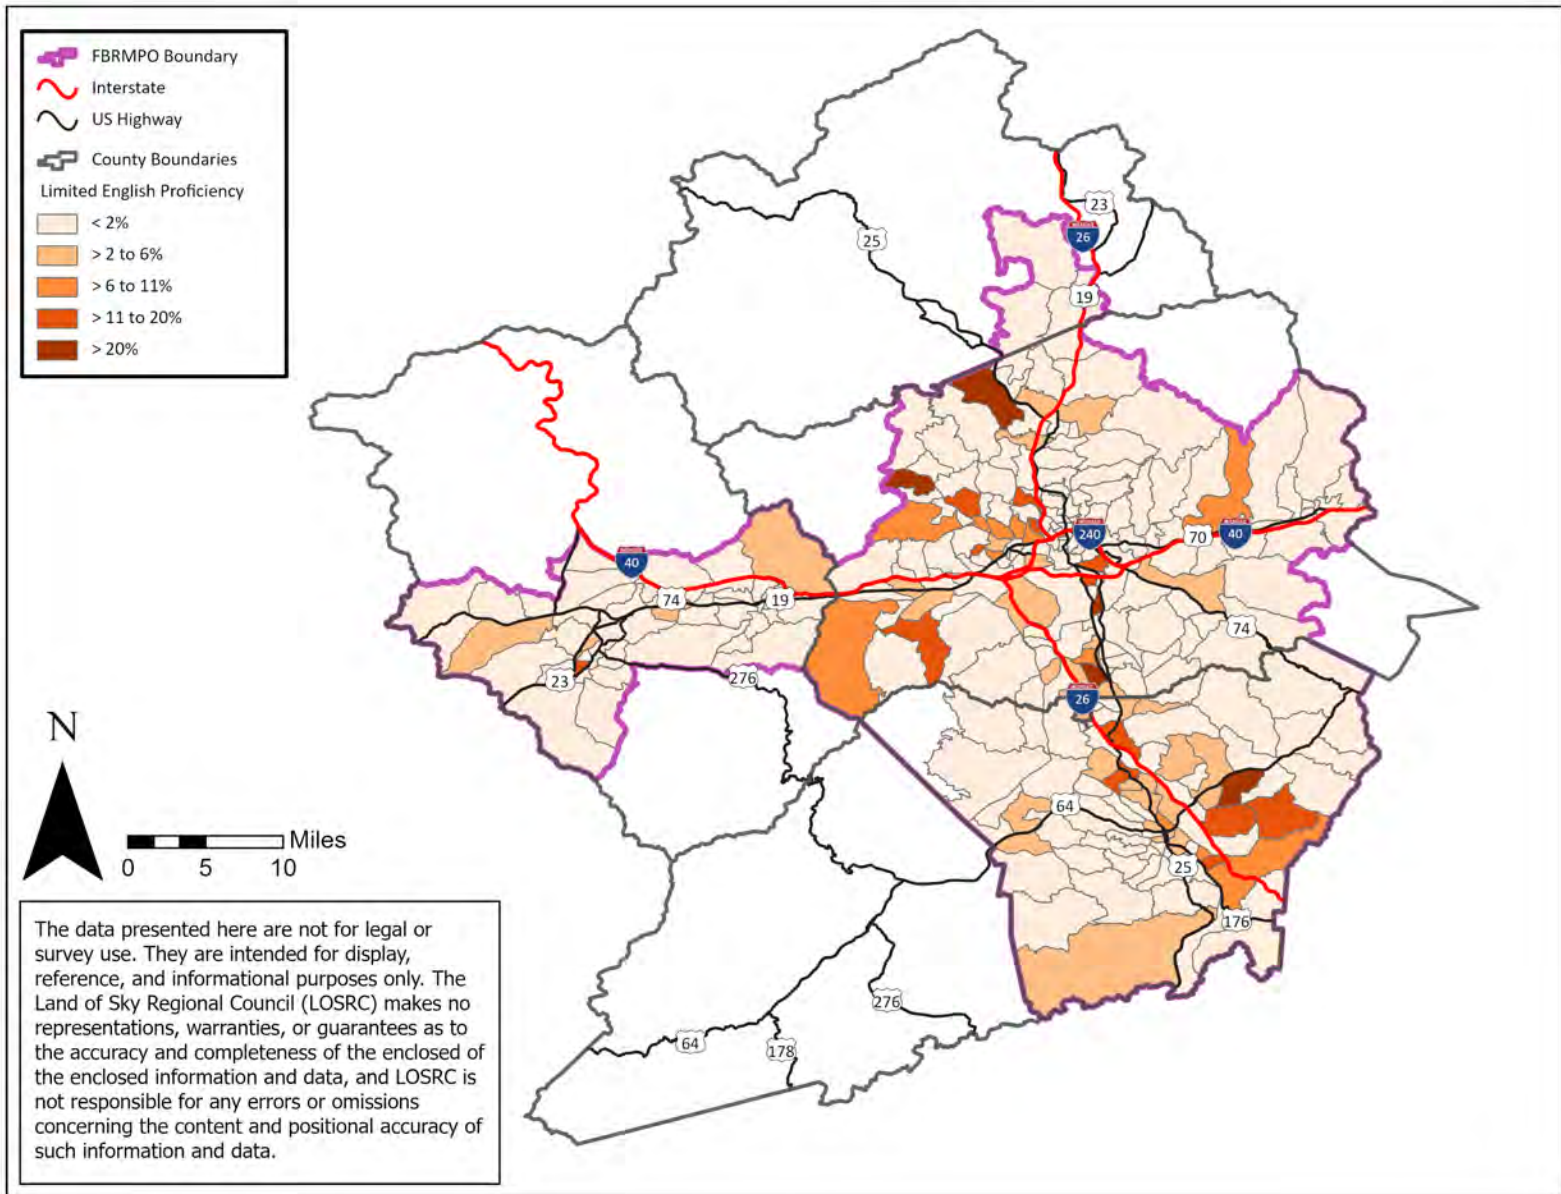 FBRMPO Boundary
Interstate
US Highway
County Boundaries
Limited English Proficiency
< 2%
> 2 to 6%
> 6 to 11%
> 11 to 20%
> 20%
23
25
26
19
240
70
40
40
74
19
74
23
276
26
64
25
176
276
64
178
N
Miles
0 5 10
The data presented here are not for legal or
survey use. They are intended for display,
reference, and informational purposes only. The
Land of Sky Regional Council (LOSRC) makes no
representations, warranties, or guarantees as to
the accuracy and completeness of the enclosed of
the enclosed information and data, and LOSRC is
not responsible for any errors or omissions
concerning the content and positional accuracy of
such information and data.